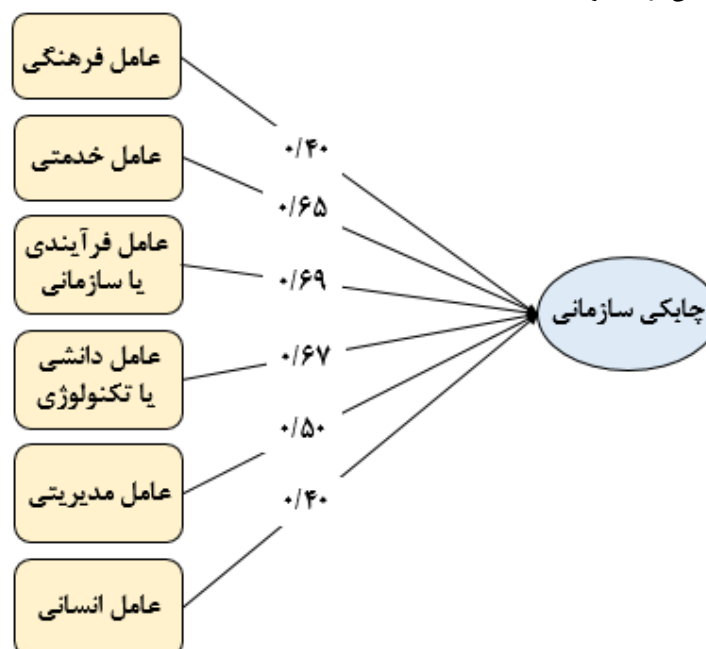 عامل فرهنگی
۰/۴۰
عامل خدمتی
۰/۶۵
عامل فرآیندی
یا سازمانی
۰/۶۹
چابکی سازمانی
عامل دانشی
یا تکنولوژی
۰/۶۷
۰/۵۰
عامل مدیریتی
۰/۴۰
عامل انسانی